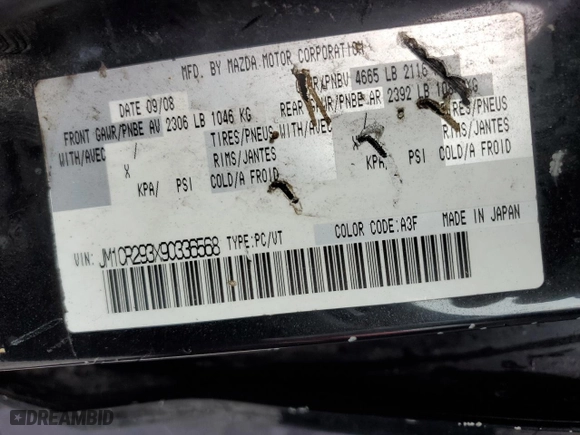 MFD. BY MAZDA MOTOR CORPORATION
DATE 09/08 4665 LB 2116
FRONT GAWR/PNBE AV 2306 LB 1046 KG REAR GAWR/PNBE AR 2392 LB KG
WITH/AVEC / TIRES/PNEUS WITH/AVEC TIRES/PNEUS
X RIMS/JANTES X RIMS/JANTES
KPA/ PSI COLD/A FROID KPA/ PSI COLD/A FROID
VIN: JM1CR293X90336568 TYPE:PC/VT COLOR CODE:A3F MADE IN JAPAN
DREAMBID